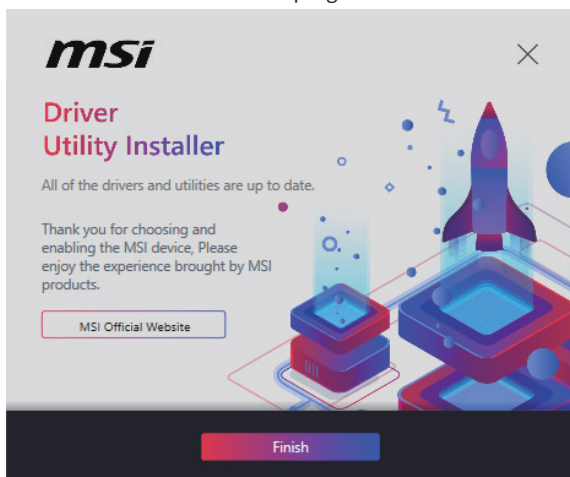 msi
Driver
Utility Installer
All of the drivers and utilities are up to date.
Thank you for choosing and
enabling the MSI device, Please
enjoy the experience brought by MSI
products.
MSI Official Website
Finish